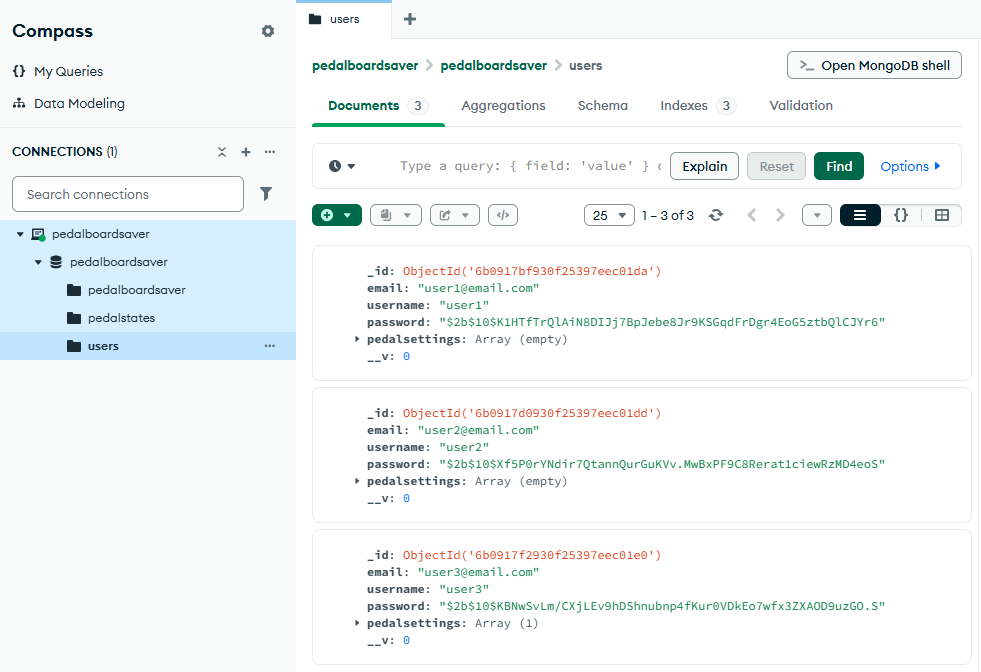 Compass
My Queries
Data Modeling
CONNECTIONS (1)
Search connections
pedalboardsaver
pedalboardsaver
pedalboardsaver
pedalstates
users
users
pedalboardsaver > pedalboardsaver > users
>_ Open MongoDB shell
Documents 3 Aggregations Schema Indexes 3 Validation
Type a query: { field: 'value' } Explain Reset Find Options
25 1 – 3 of 3
_id: ObjectId('6b0917bf930f25397eec01da')
email: "user1@email.com"
username: "user1"
password: "$2b$10$K1HTfTrQlAiN8DIJj7BpJebe8Jr9KSGqdFrDgr4EoG5ztbQlCJYr6"
pedalsettings: Array (empty)
__v: 0
_id: ObjectId('6b0917d0930f25397eec01dd')
email: "user2@email.com"
username: "user2"
password: "$2b$10$Xf5P0rYNdir7QtannQurGuKVv.MwBxPF9C8Rerat1ciewRzMD4eoS"
pedalsettings: Array (empty)
__v: 0
_id: ObjectId('6b0917f2930f25397eec01e0')
email: "user3@email.com"
username: "user3"
password: "$2b$10$KBNwSvLm/CXjLEv9hDShnubnp4fKur0VDkEo7wfx3ZXAOD9uzGO.S"
pedalsettings: Array (1)
__v: 0